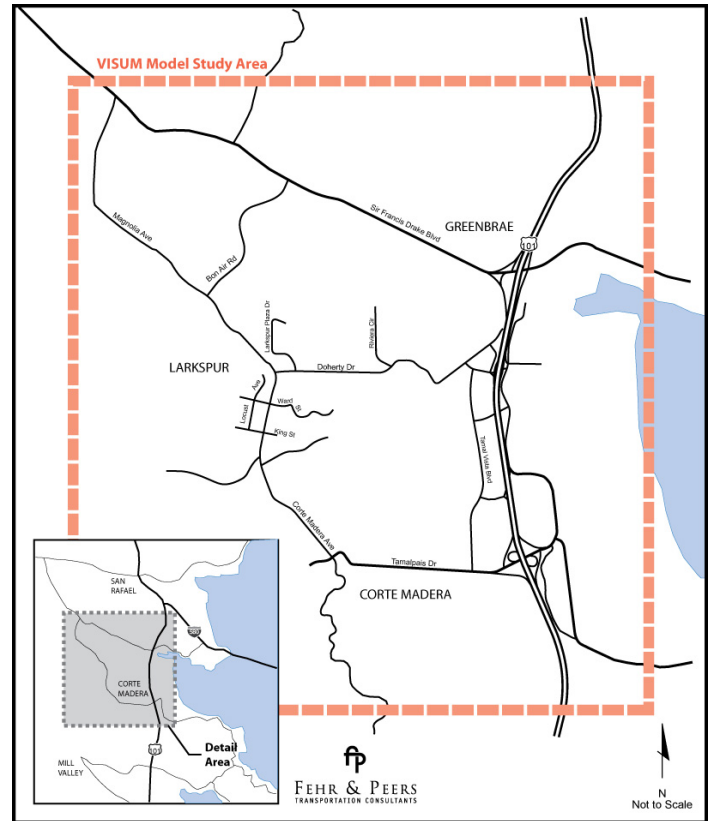 VISUM Model Study Area
Sir Francis Drake Blvd
GREENBRAE
101
Magnolia Ave
Bon Air Rd
Larkspur Plaza Dr
Riviera Cir
LARKSPUR
Doherty Dr
Locust Ave
Ward St
King St
Tamal Vista Blvd
Corte Madera Ave
Tamalpais Dr
CORTE MADERA
SAN
RAFAEL
580
CORTE
MADERA
101
Detail
Area
MILL
VALLEY
fp
FEHR & PEERS
TRANSPORTATION CONSULTANTS
N
Not to Scale